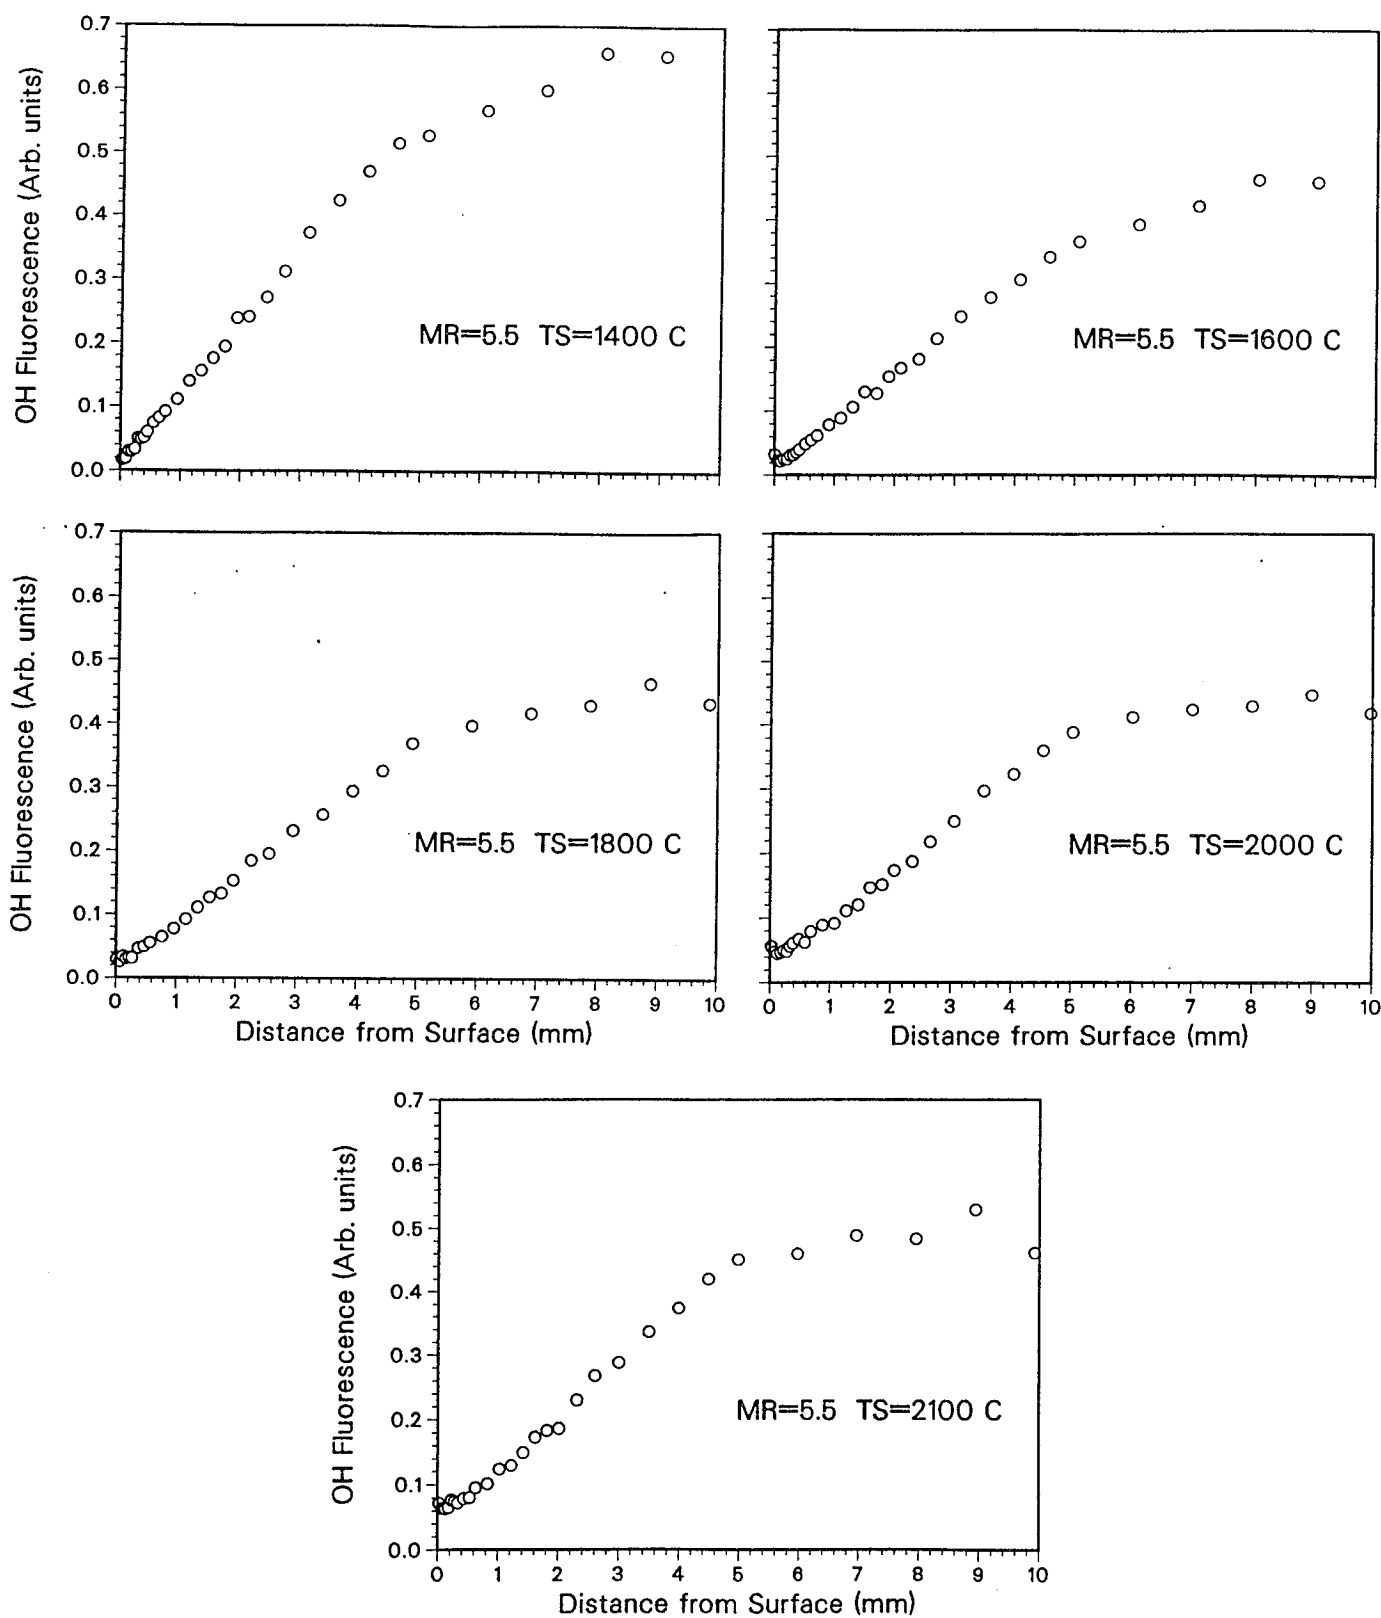 0.7
0.6
0.5
0.4
0.3
0.2
0.1
0.0
OH Fluorescence (Arb. units)
MR=5.5 TS=1400 C
MR=5.5 TS=1600 C
0.7
0.6
0.5
0.4
0.3
0.2
0.1
0.0
OH Fluorescence (Arb. units)
MR=5.5 TS=1800 C
0 1 2 3 4 5 6 7 8 9 10
Distance from Surface (mm)
MR=5.5 TS=2000 C
0 1 2 3 4 5 6 7 8 9 10
Distance from Surface (mm)
0.7
0.6
0.5
0.4
0.3
0.2
0.1
0.0
OH Fluorescence (Arb. units)
MR=5.5 TS=2100 C
0 1 2 3 4 5 6 7 8 9 10
Distance from Surface (mm)